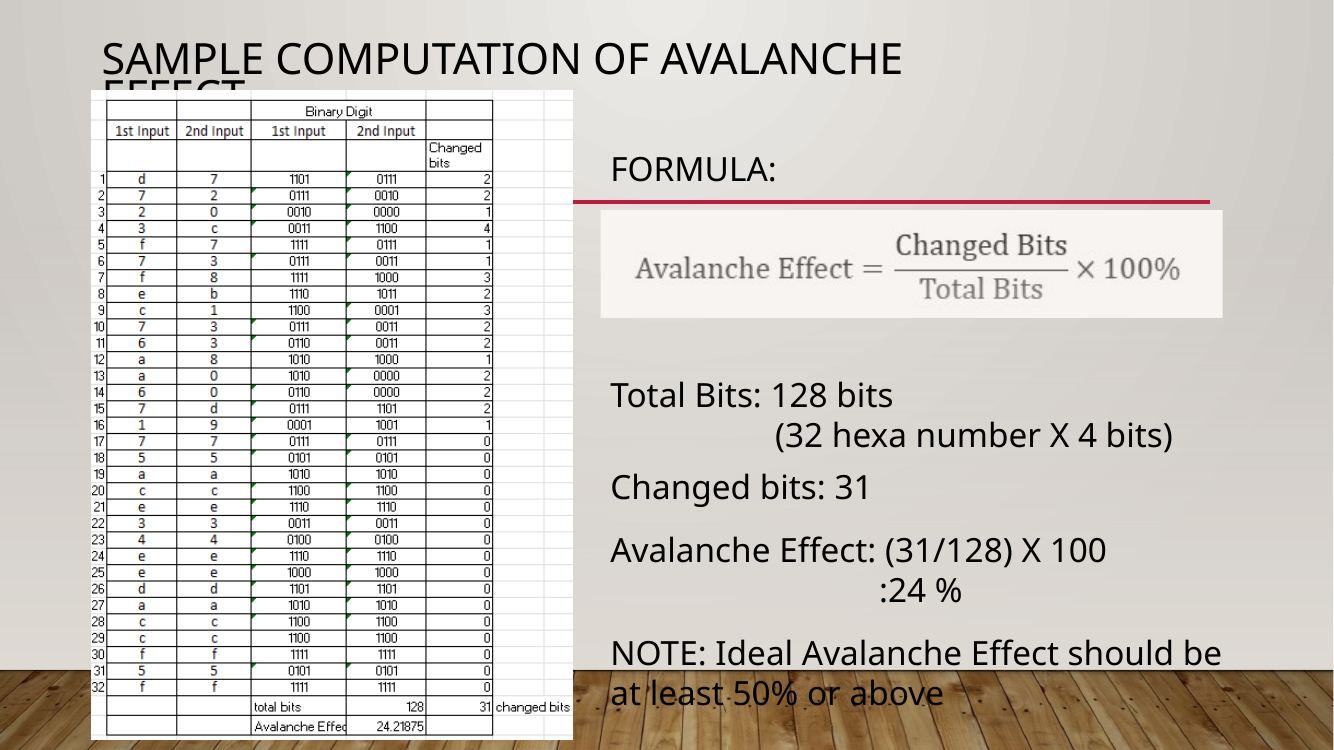 SAMPLE COMPUTATION OF AVALANCHE
EFFECT
Binary Digit
1st Input 2nd Input 1st Input 2nd Input
Changed
bits
1 d 7 1101 0111 2
2 7 2 0111 0010 2
3 2 0 0010 0000 1
4 3 c 0011 1100 4
5 f 7 1111 0111 1
6 7 3 0111 0011 1
7 f 8 1111 1000 3
8 e b 1110 1011 2
9 c 1 1100 0001 3
10 7 3 0111 0011 2
11 6 3 0110 0011 2
12 a 8 1010 1000 1
13 a 0 1010 0000 2
14 6 0 0110 0000 2
15 7 d 0111 1101 2
16 1 9 0001 1001 1
17 7 7 0111 0111 0
18 5 5 0101 0101 0
19 a a 1010 1010 0
20 c c 1100 1100 0
21 e e 1110 1110 0
22 3 3 0011 0011 0
23 4 4 0100 0100 0
24 e e 1110 1110 0
25 e e 1000 1000 0
26 d d 1101 1101 0
27 a a 1010 1010 0
28 c c 1100 1100 0
29 c c 1100 1100 0
30 f f 1111 1111 0
31 5 5 0101 0101 0
32 f f 1111 1111 0
total bits 128 31 changed bits
Avalanche Effec 24.21875
FORMULA:
Avalanche Effect = Changed Bits / Total Bits × 100%
Total Bits: 128 bits
(32 hexa number X 4 bits)
Changed bits: 31
Avalanche Effect: (31/128) X 100
:24 %
NOTE: Ideal Avalanche Effect should be
at least 50% or above